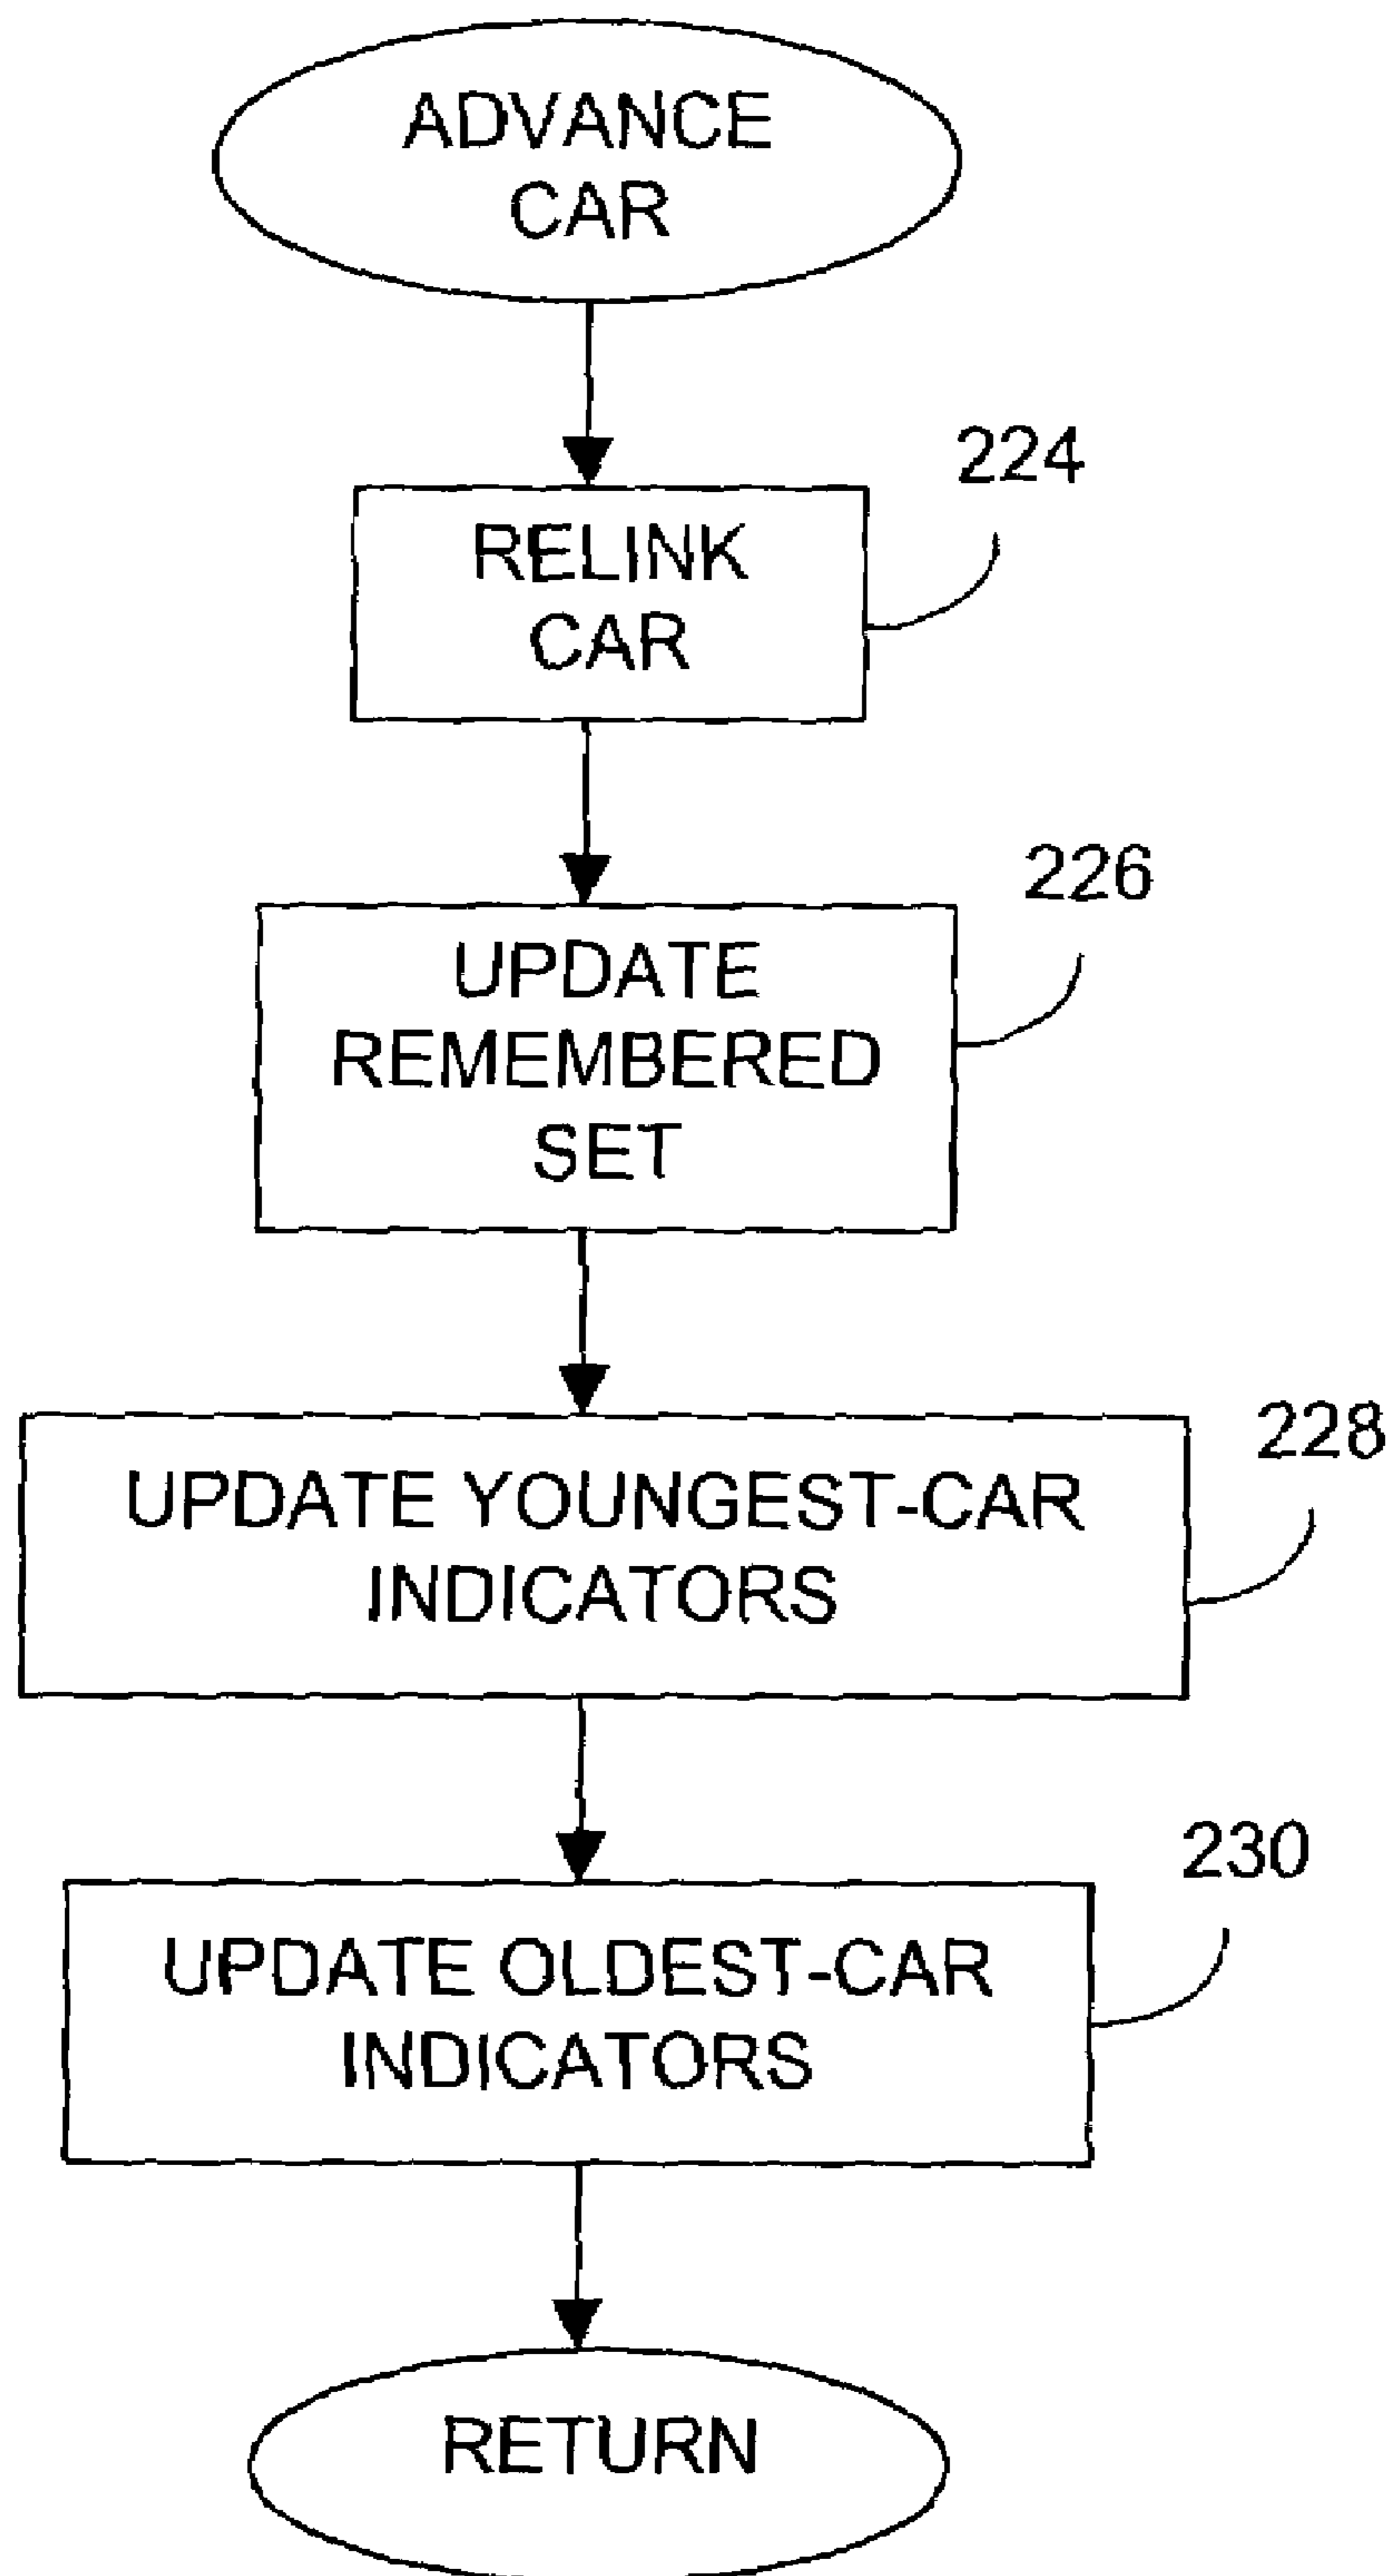 ADVANCE
CAR
224
RELINK
CAR
226
UPDATE
REMEMBERED
SET
228
UPDATE YOUNGEST-CAR
INDICATORS
230
UPDATE OLDEST-CAR
INDICATORS
RETURN